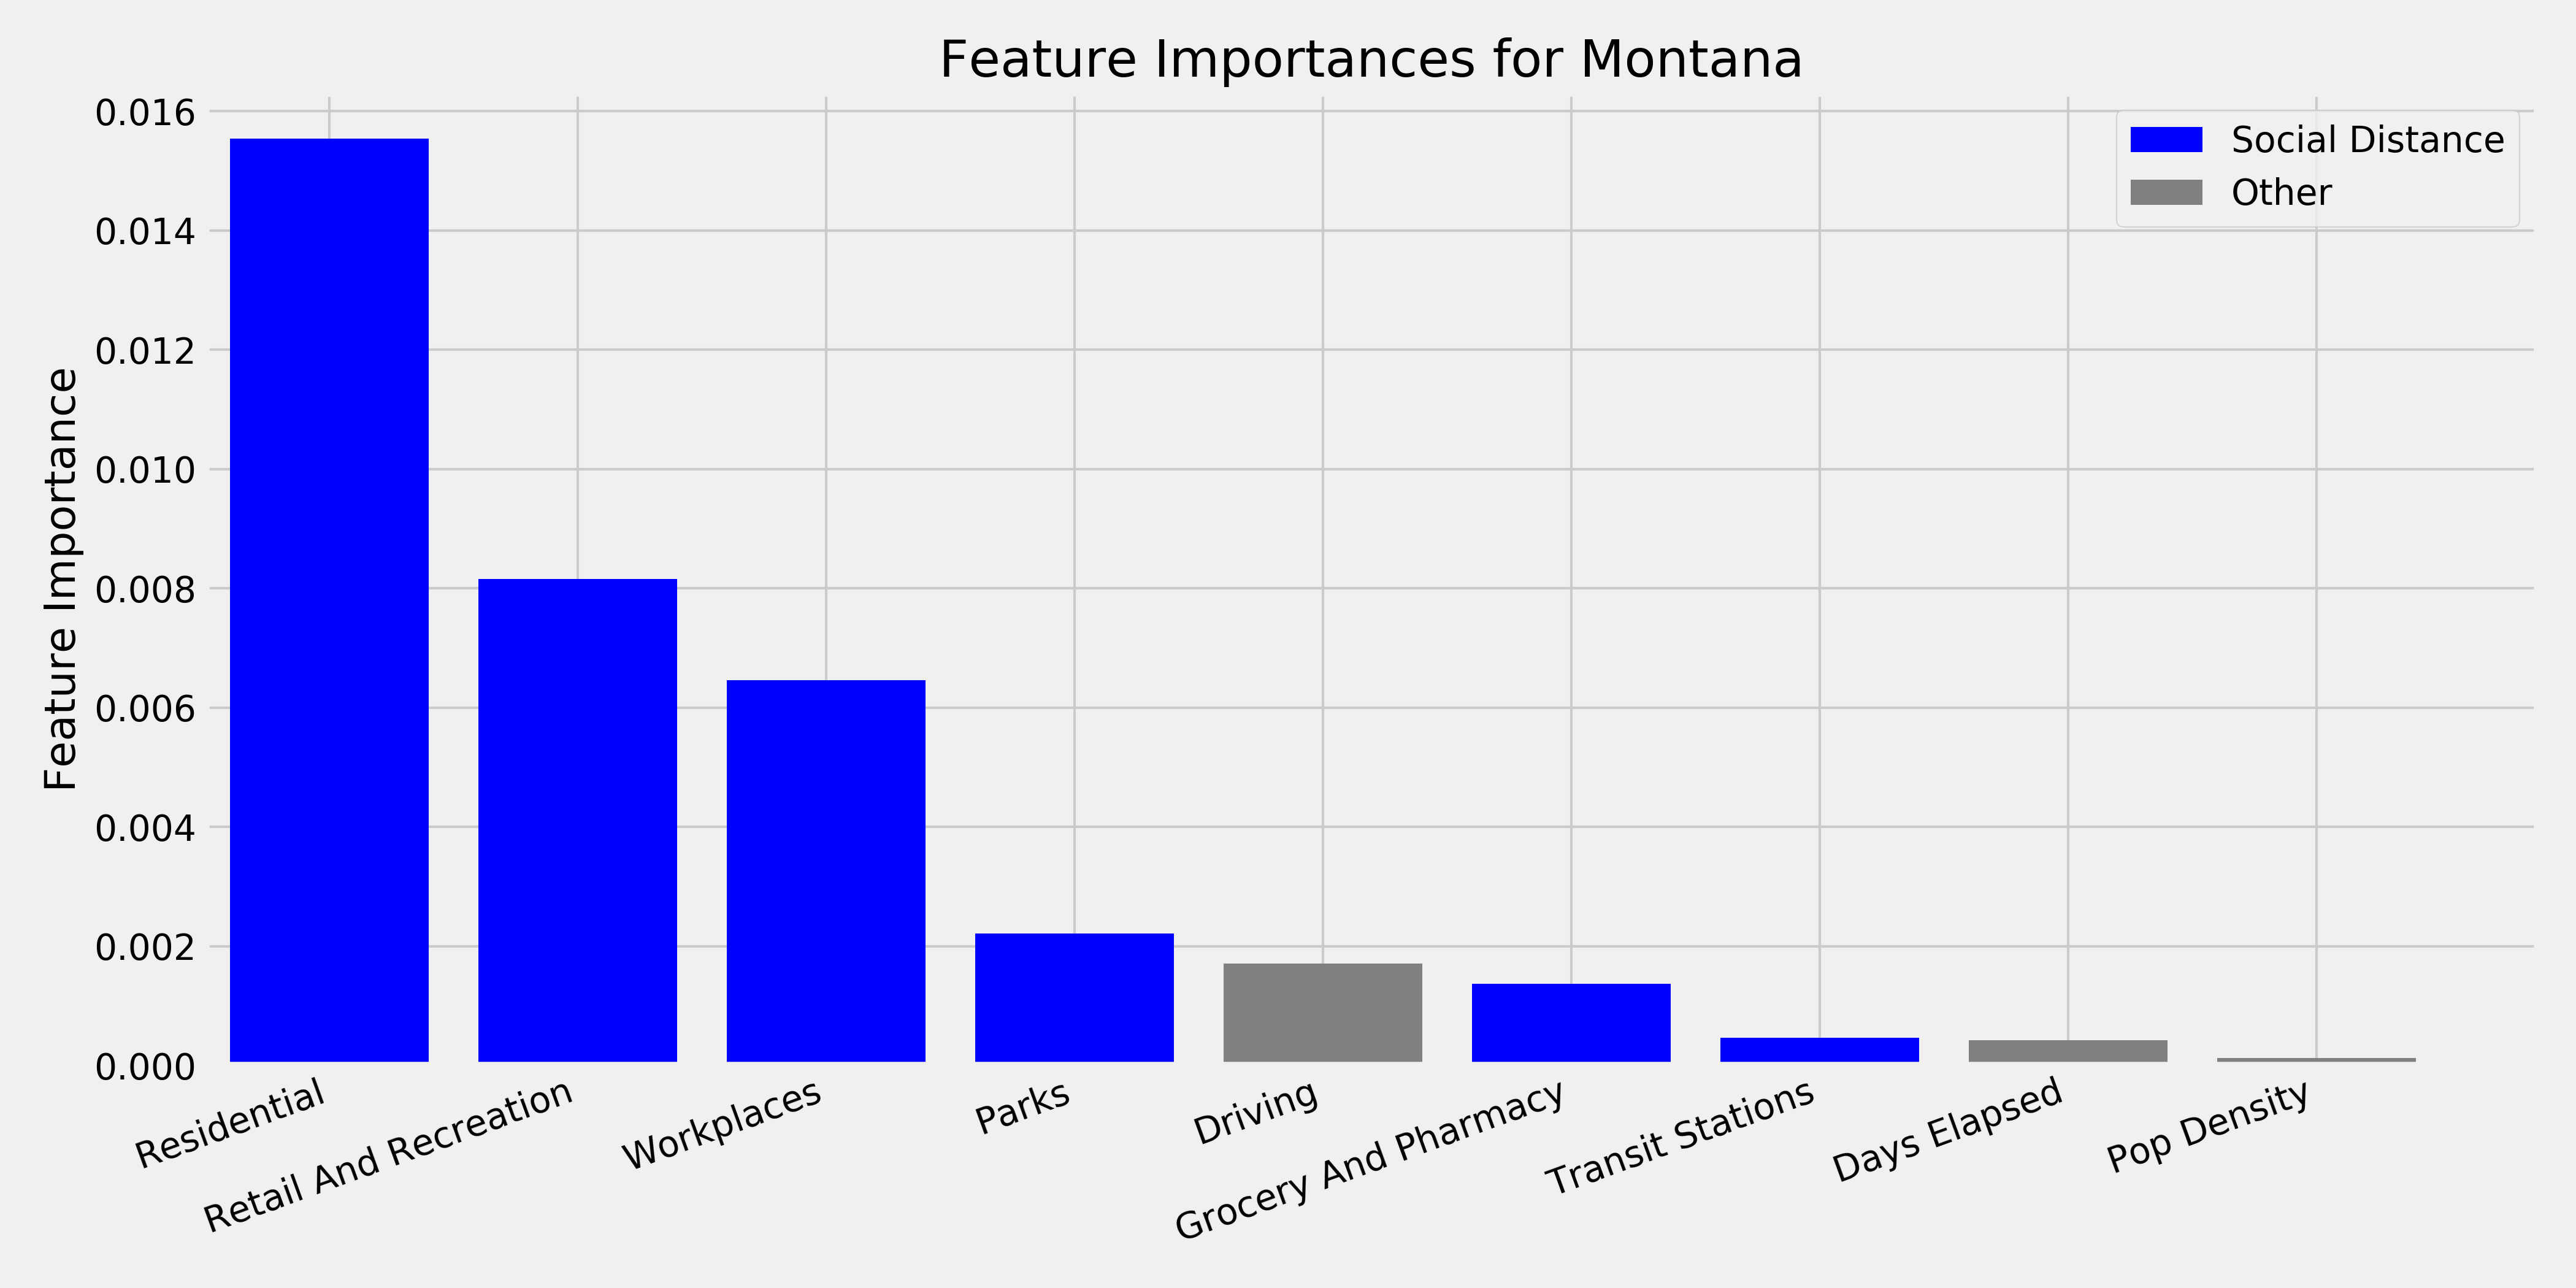 Feature Importances for Montana
Social Distance
Other
Feature Importance
0.016
0.014
0.012
0.010
0.008
0.006
0.004
0.002
0.000
Residential
Retail And Recreation
Workplaces
Parks
Driving
Grocery And Pharmacy
Transit Stations
Days Elapsed
Pop Density